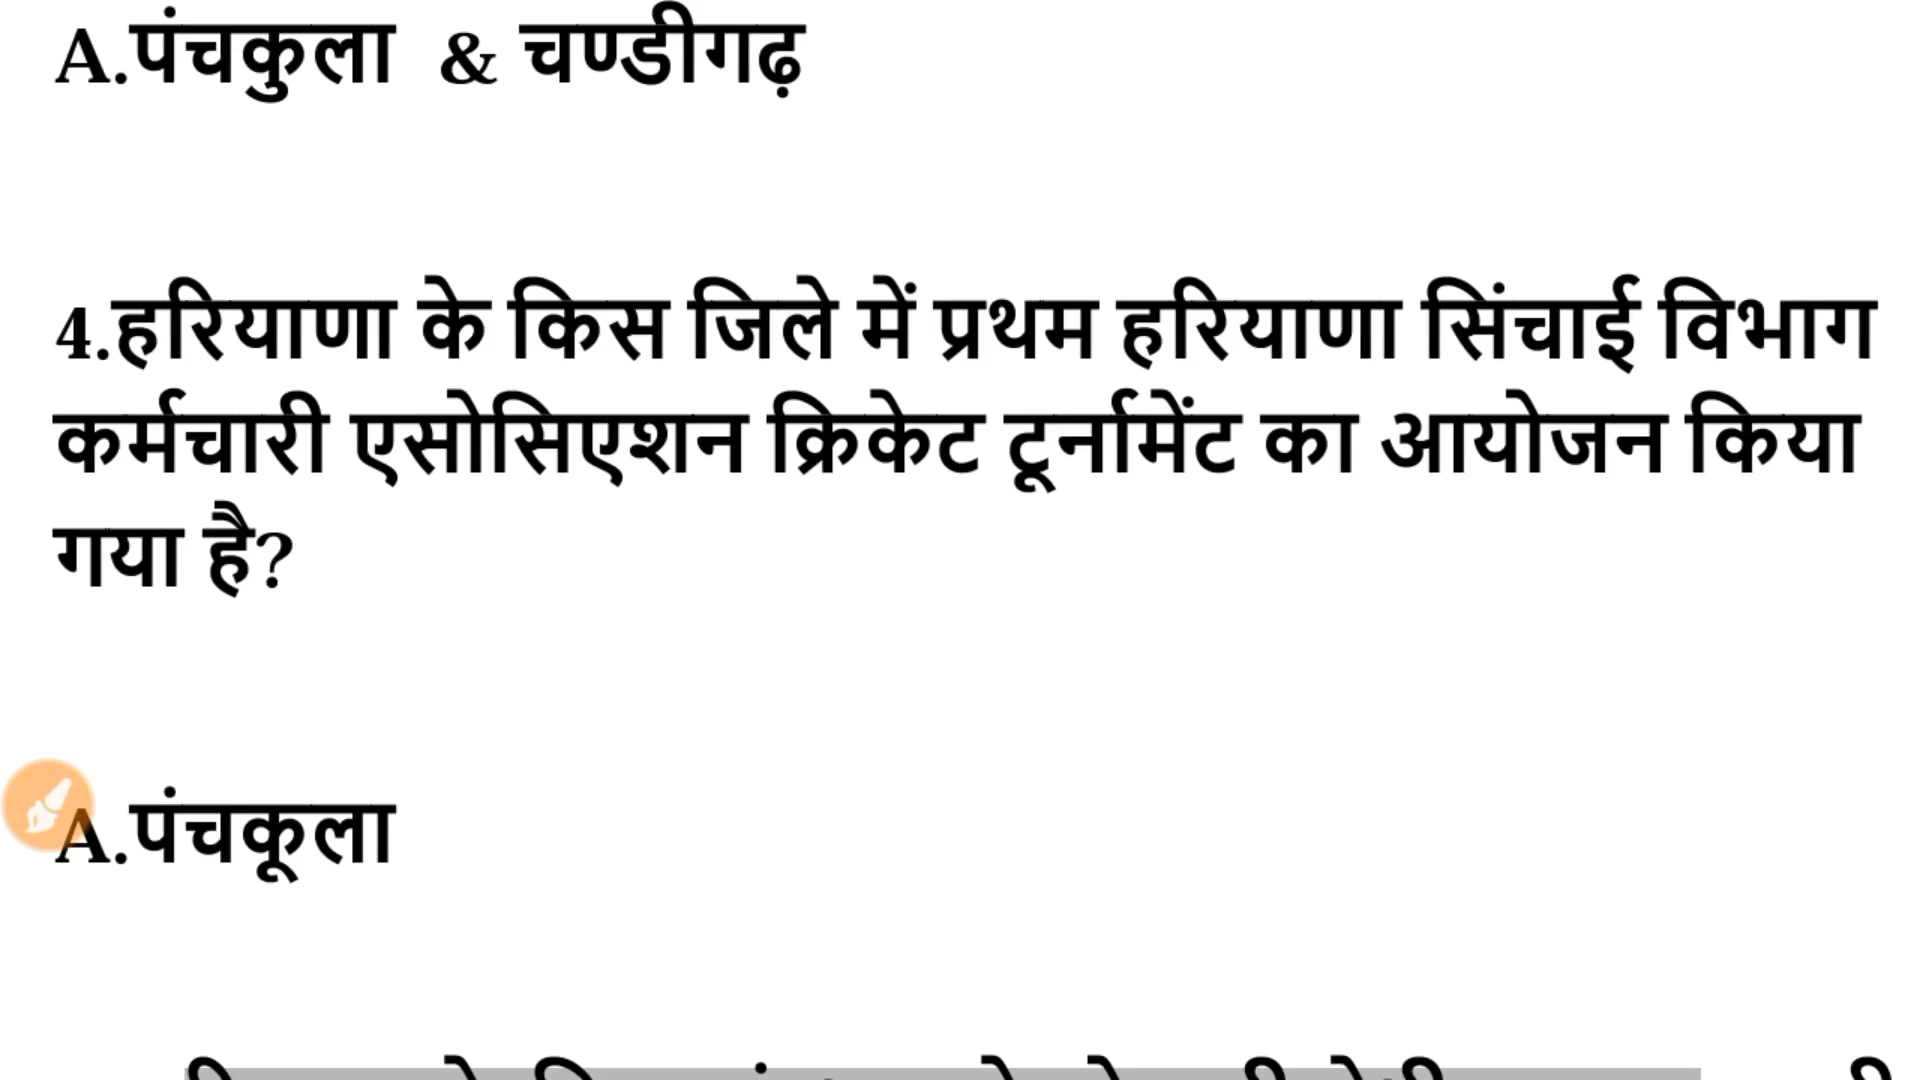 A.पंचकुला & चण्डीगढ़
4.हरियाणा के किस जिले में प्रथम हरियाणा सिंचाई विभाग
कर्मचारी एसोसिएशन क्रिकेट टूर्नामेंट का आयोजन किया
गया है?
A.पंचकूला